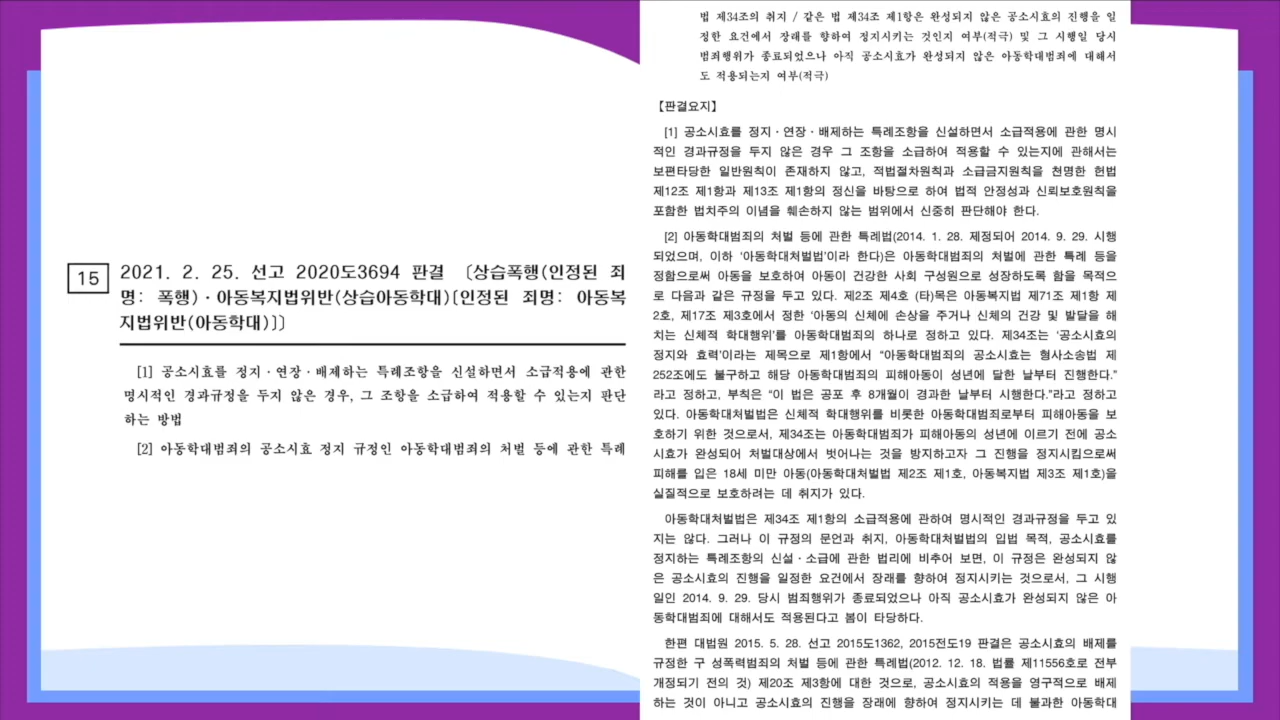 15
2021. 2. 25. 선고 2020도3694 판결 〔상습폭행(인정된 죄
명: 폭행)·아동복지법위반(상습아동학대)〔인정된 죄명: 아동복
지법위반(아동학대)〕〕
[1] 공소시효를 정지·연장·배제하는 특례조항을 신설하면서 소급적용에 관한
명시적인 경과규정을 두지 않은 경우, 그 조항을 소급하여 적용할 수 있는지 판단
하는 방법
[2] 아동학대범죄의 공소시효 정지 규정인 아동학대범죄의 처벌 등에 관한 특례
법 제34조의 취지 / 같은 법 제34조 제1항은 완성되지 않은 공소시효의 진행을 일
정한 요건에서 장래를 향하여 정지시키는 것인지 여부(적극) 및 그 시행일 당시
범죄행위가 종료되었으나 아직 공소시효가 완성되지 않은 아동학대범죄에 대해서
도 적용되는지 여부(적극)
【판결요지】
[1] 공소시효를 정지·연장·배제하는 특례조항을 신설하면서 소급적용에 관한 명시
적인 경과규정을 두지 않은 경우 그 조항을 소급하여 적용할 수 있는지에 관해서는
보편타당한 일반원칙이 존재하지 않고, 적법절차원칙과 소급금지원칙을 천명한 헌법
제12조 제1항과 제13조 제1항의 정신을 바탕으로 하여 법적 안정성과 신뢰보호원칙을
포함한 법치주의 이념을 훼손하지 않는 범위에서 신중히 판단해야 한다.
[2] 아동학대범죄의 처벌 등에 관한 특례법(2014. 1. 28. 제정되어 2014. 9. 29. 시행
되었으며, 이하 '아동학대처벌법'이라 한다)은 아동학대범죄의 처벌에 관한 특례 등을
정함으로써 아동을 보호하여 아동이 건강한 사회 구성원으로 성장하도록 함을 목적으
로 다음과 같은 규정을 두고 있다. 제2조 제4호 (타)목은 아동복지법 제71조 제1항 제
2호, 제17조 제3호에서 정한 '아동의 신체에 손상을 주거나 신체의 건강 및 발달을 해
치는 신체적 학대행위'를 아동학대범죄의 하나로 정하고 있다. 제34조는 '공소시효의
정지와 효력'이라는 제목으로 제1항에서 "아동학대범죄의 공소시효는 형사소송법 제
252조에도 불구하고 해당 아동학대범죄의 피해아동이 성년에 달한 날부터 진행한다."
라고 정하고, 부칙은 "이 법은 공포 후 8개월이 경과한 날부터 시행한다."라고 정하고
있다. 아동학대처벌법은 신체적 학대행위를 비롯한 아동학대범죄로부터 피해아동을 보
호하기 위한 것으로서, 제34조는 아동학대범죄가 피해아동의 성년에 이르기 전에 공소
시효가 완성되어 처벌대상에서 벗어나는 것을 방지하고자 그 진행을 정지시킴으로써
피해를 입은 18세 미만 아동(아동학대처벌법 제2조 제1호, 아동복지법 제3조 제1호)을
실질적으로 보호하려는 데 취지가 있다.
아동학대처벌법은 제34조 제1항의 소급적용에 관하여 명시적인 경과규정을 두고 있
지는 않다. 그러나 이 규정의 문언과 취지, 아동학대처벌법의 입법 목적, 공소시효를
정지하는 특례조항의 신설·소급에 관한 법리에 비추어 보면, 이 규정은 완성되지 않
은 공소시효의 진행을 일정한 요건에서 장래를 향하여 정지시키는 것으로서, 그 시행
일인 2014. 9. 29. 당시 범죄행위가 종료되었으나 아직 공소시효가 완성되지 않은 아
동학대범죄에 대해서도 적용된다고 봄이 타당하다.
한편 대법원 2015. 5. 28. 선고 2015도1362, 2015전도19 판결은 공소시효의 배제를
규정한 구 성폭력범죄의 처벌 등에 관한 특례법(2012. 12. 18. 법률 제11556호로 전부
개정되기 전의 것) 제20조 제3항에 대한 것으로, 공소시효의 적용을 영구적으로 배제
하는 것이 아니고 공소시효의 진행을 장래에 향하여 정지시키는 데 불과한 아동학대